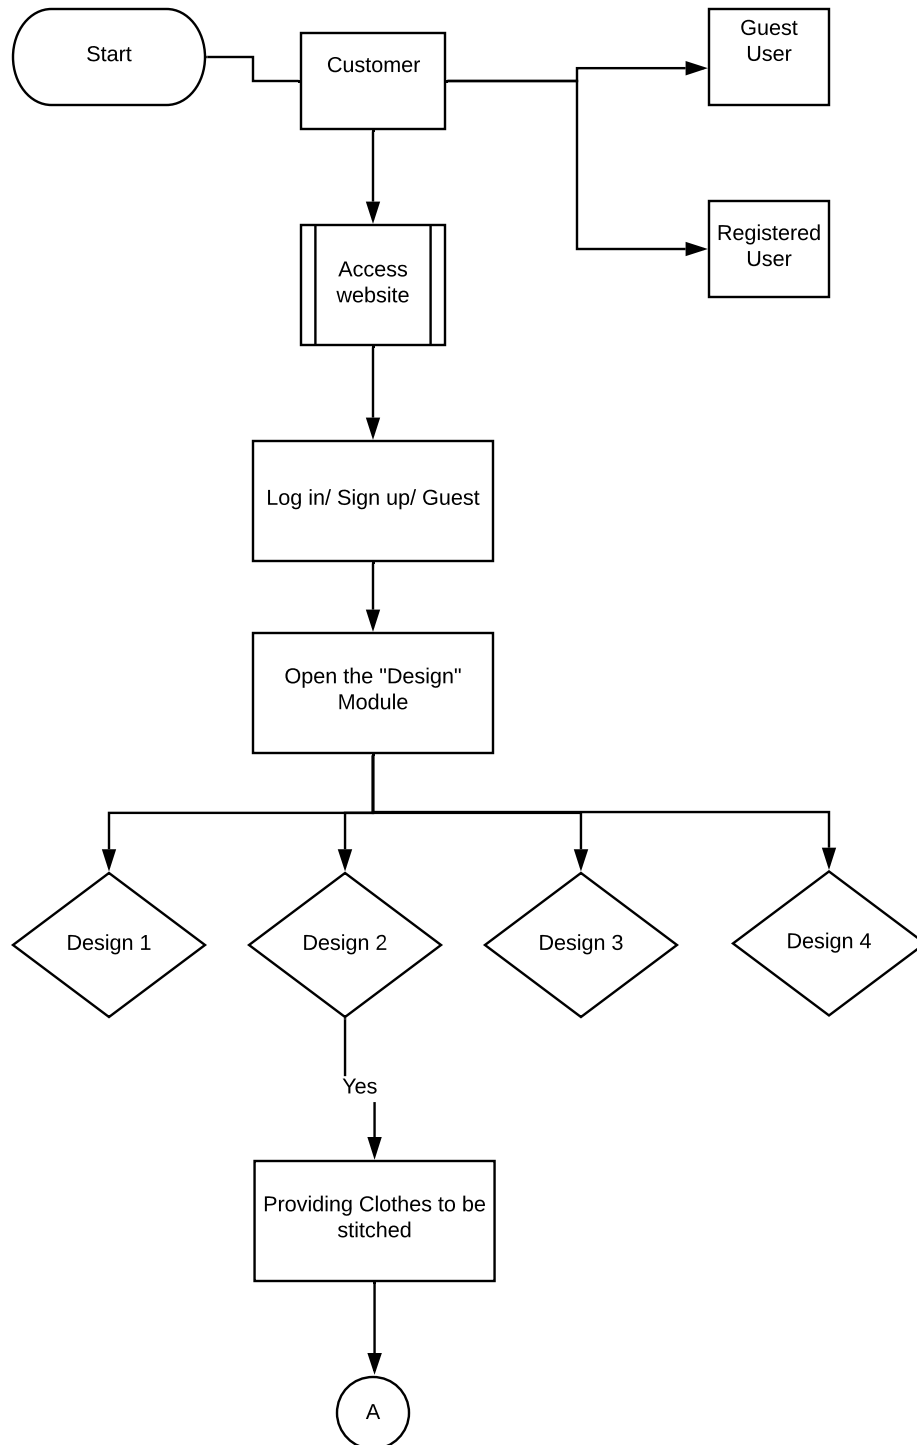 Start
Customer
Guest
User
Registered
User
Access
website
Log in/ Sign up/ Guest
Open the "Design"
Module
Design 1
Design 2
Design 3
Design 4
Yes
Providing Clothes to be
stitched
A